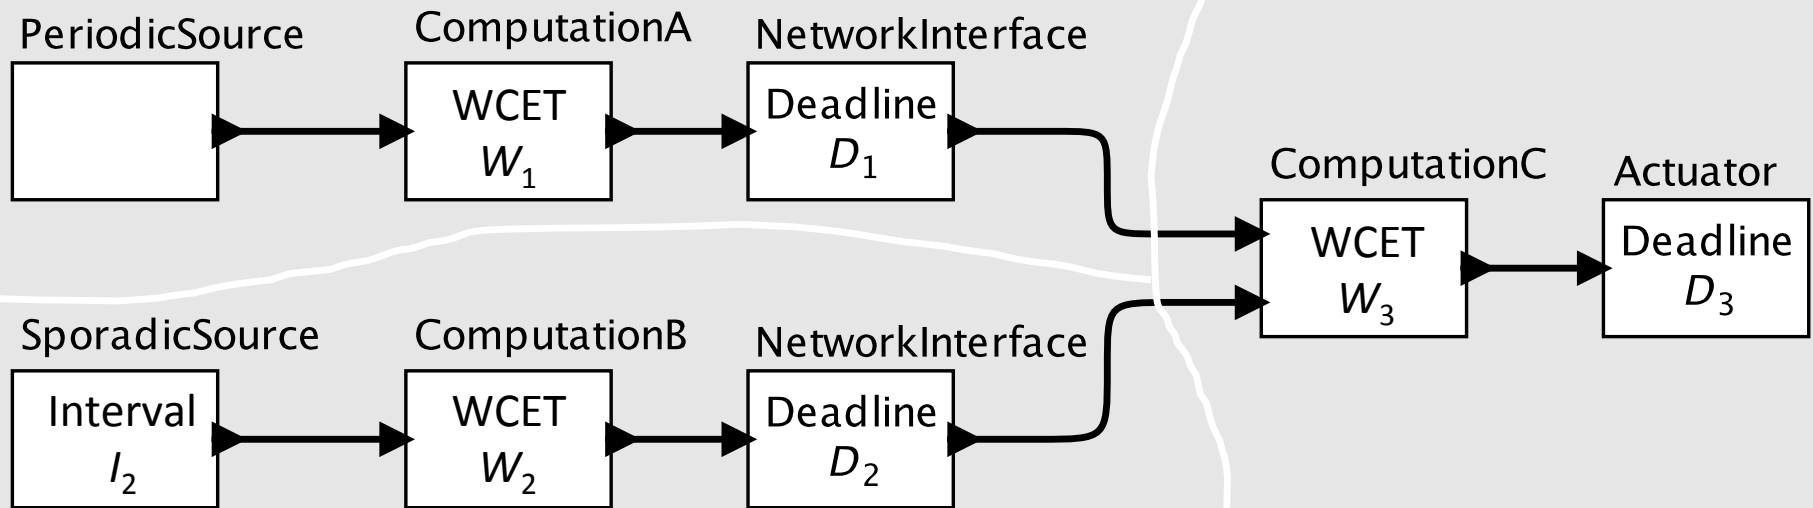 PeriodicSource
ComputationA
WCET
W1
NetworkInterface
Deadline
D1
SporadicSource
Interval
I2
ComputationB
WCET
W2
NetworkInterface
Deadline
D2
ComputationC
WCET
W3
Actuator
Deadline
D3